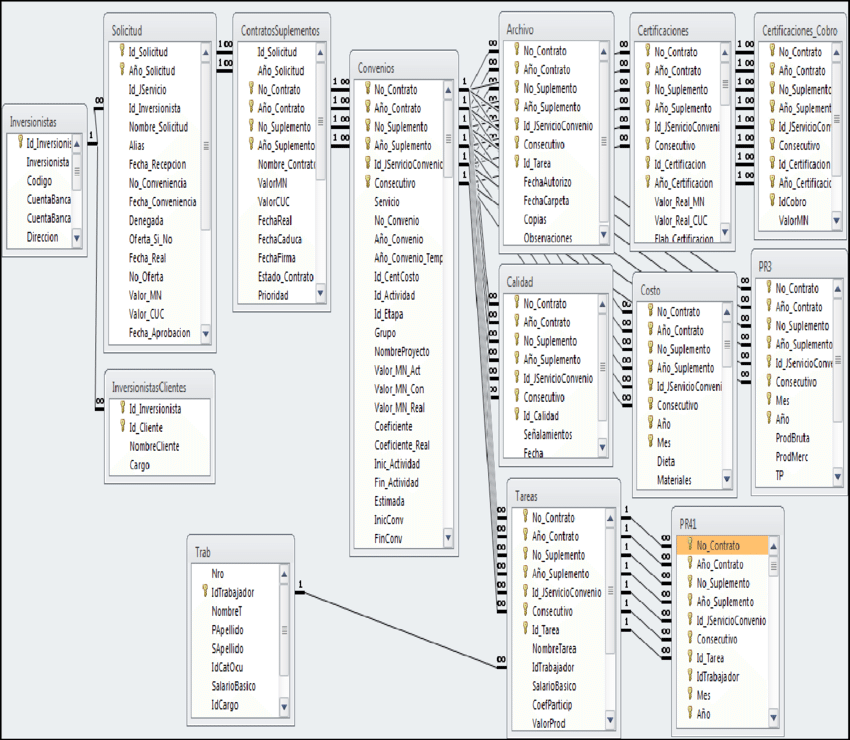 Inversionistas
Id_Inversionis
Inversionista
Codigo
CuentaBanca
CuentaBanca
Direccion
Solicitud
Id_Solicitud
Año_Solicitud
Id_JServicio
Id_Inversionista
Nombre_Solicitud
Alias
Fecha_Recepcion
No_Conveniencia
Fecha_Conveniencia
Denegada
Oferta_Si_No
Fecha_Real
No_Oferta
Valor_MN
Valor_CUC
Fecha_Aprobacion
InversionistasClientes
Id_Inversionista
Id_Cliente
NombreCliente
Cargo
ContratosSuplementos
Id_Solicitud
Año_Solicitud
No_Contrato
Año_Contrato
No_Suplemento
Año_Suplemento
Nombre_Contrato
ValorMN
ValorCUC
FechaReal
FechaCaduca
FechaFirma
Estado_Contrato
Prioridad
Convenios
No_Contrato
Año_Contrato
No_Suplemento
Año_Suplemento
Id_JServicioConvenic
Consecutivo
Servicio
No_Convenio
Año_Convenio
Año_Convenio_Temp
Id_CentCosto
Id_Actividad
Id_Etapa
Grupo
NombreProyecto
Valor_MN_Act
Valor_MN_Con
Valor_MN_Real
Coeficiente
Coeficiente_Real
Inic_Actividad
Fin_Actividad
Estimada
InicConv
FinConv
Archivo
No_Contrato
Año_Contrato
No_Suplemento
Año_Suplemento
Id_JServicioConvenio
Consecutivo
Id_Tarea
FechaAutorizo
FechaCarpeta
Copias
Observaciones
Certificaciones
No_Contrato
Año_Contrato
No_Suplemento
Año_Suplemento
Id_JServicioConveni
Consecutivo
Id_Certificacion
Año_Certificacion
Valor_Real_MN
Valor_Real_CUC
Elab_Certificacion
Certificaciones_Cobro
No_Contrato
Año_Contrato
No_Suplemento
Año_Suplement
Id_JServicioCon
Consecutivo
Id_Certificacion
Año_Certificacic
IdCobro
ValorMN
Calidad
No_Contrato
Año_Contrato
No_Suplemento
Año_Suplemento
Id_JServicioConvenio
Consecutivo
Id_Calidad
Señalamientos
Fecha
Costo
No_Contrato
Año_Contrato
No_Suplemento
Año_Suplemento
Id_JServicioConveni
Consecutivo
Año
Mes
Dieta
Materiales
PR3
No_Contrato
Año_Contrato
No_Suplemento
Año_Suplemento
Id_JServicioConve
Consecutivo
Mes
Año
ProdBruta
ProdMerc
TP
Tareas
No_Contrato
Año_Contrato
No_Suplemento
Año_Suplemento
Id_JServicioConvenio
Consecutivo
Id_Tarea
NombreTarea
IdTrabajador
SalarioBasico
CoefParticip
ValorProd
PR41
No_Contrato
Año_Contrato
No_Suplemento
Año_Suplemento
Id_JServicioConvenio
Consecutivo
Id_Tarea
IdTrabajador
Mes
Año
Trab
Nro
IdTrabajador
NombreT
PApellido
SApellido
IdCatOcu
SalarioBasico
IdCargo